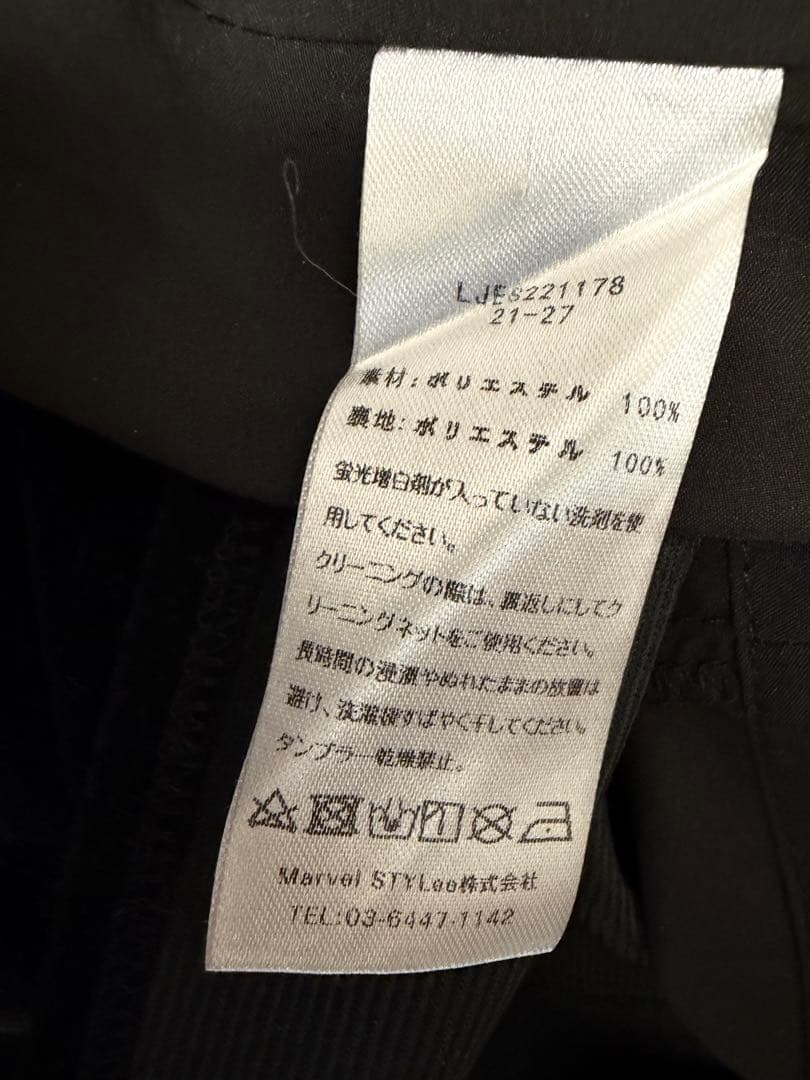 LJES221178
21-27
素材:ポリエステル 100%
裏地:ポリエステル 100%
蛍光増白剤が入っていない洗剤を使
用してください。
クリーニングの際は、裏返しにしてク
リーニングネットをご使用ください。
長時間の浸漬やぬれたままの放置は
避け、洗濯後すばやく干してください。
タンブラー乾燥禁止。
Marvel STYLee株式会社
TEL:03-6447-1142